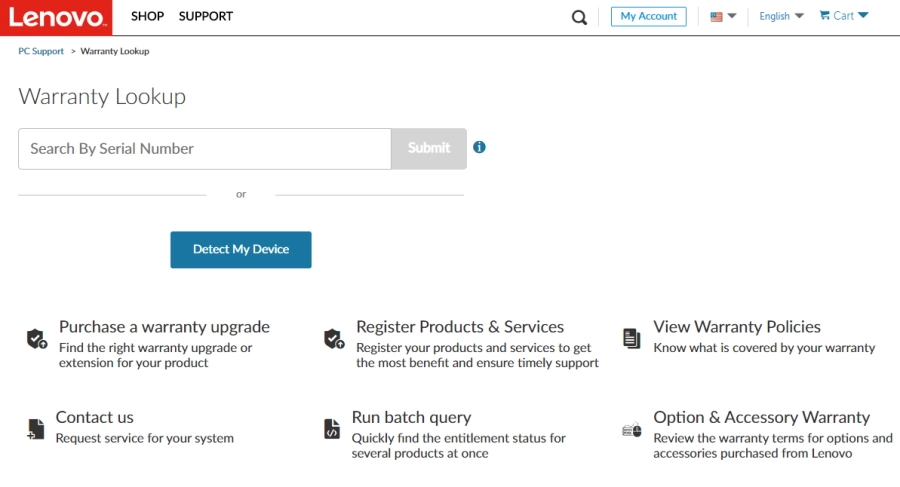 Lenovo SHOP SUPPORT My Account English Cart
PC Support > Warranty Lookup
Warranty Lookup
Search By Serial Number Submit
or
Detect My Device
Purchase a warranty upgrade
Find the right warranty upgrade or
extension for your product
Register Products & Services
Register your products and services to get
the most benefit and ensure timely support
View Warranty Policies
Know what is covered by your warranty
Contact us
Request service for your system
Run batch query
Quickly find the entitlement status for
several products at once
Option & Accessory Warranty
Review the warranty terms for options and
accessories purchased from Lenovo